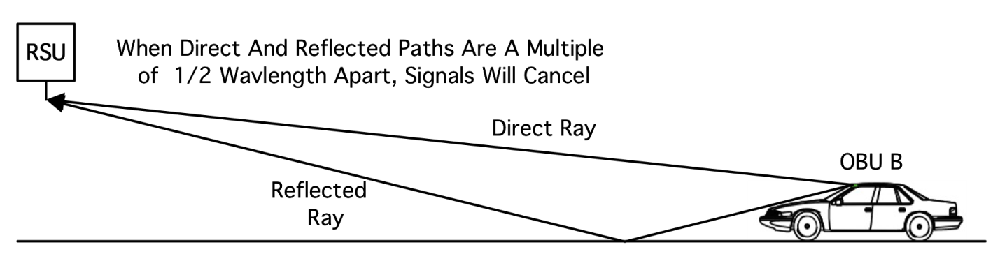 RSU
When Direct And Reflected Paths Are A Multiple
of 1/2 Wavlength Apart, Signals Will Cancel
Direct Ray
OBU B
Reflected
Ray